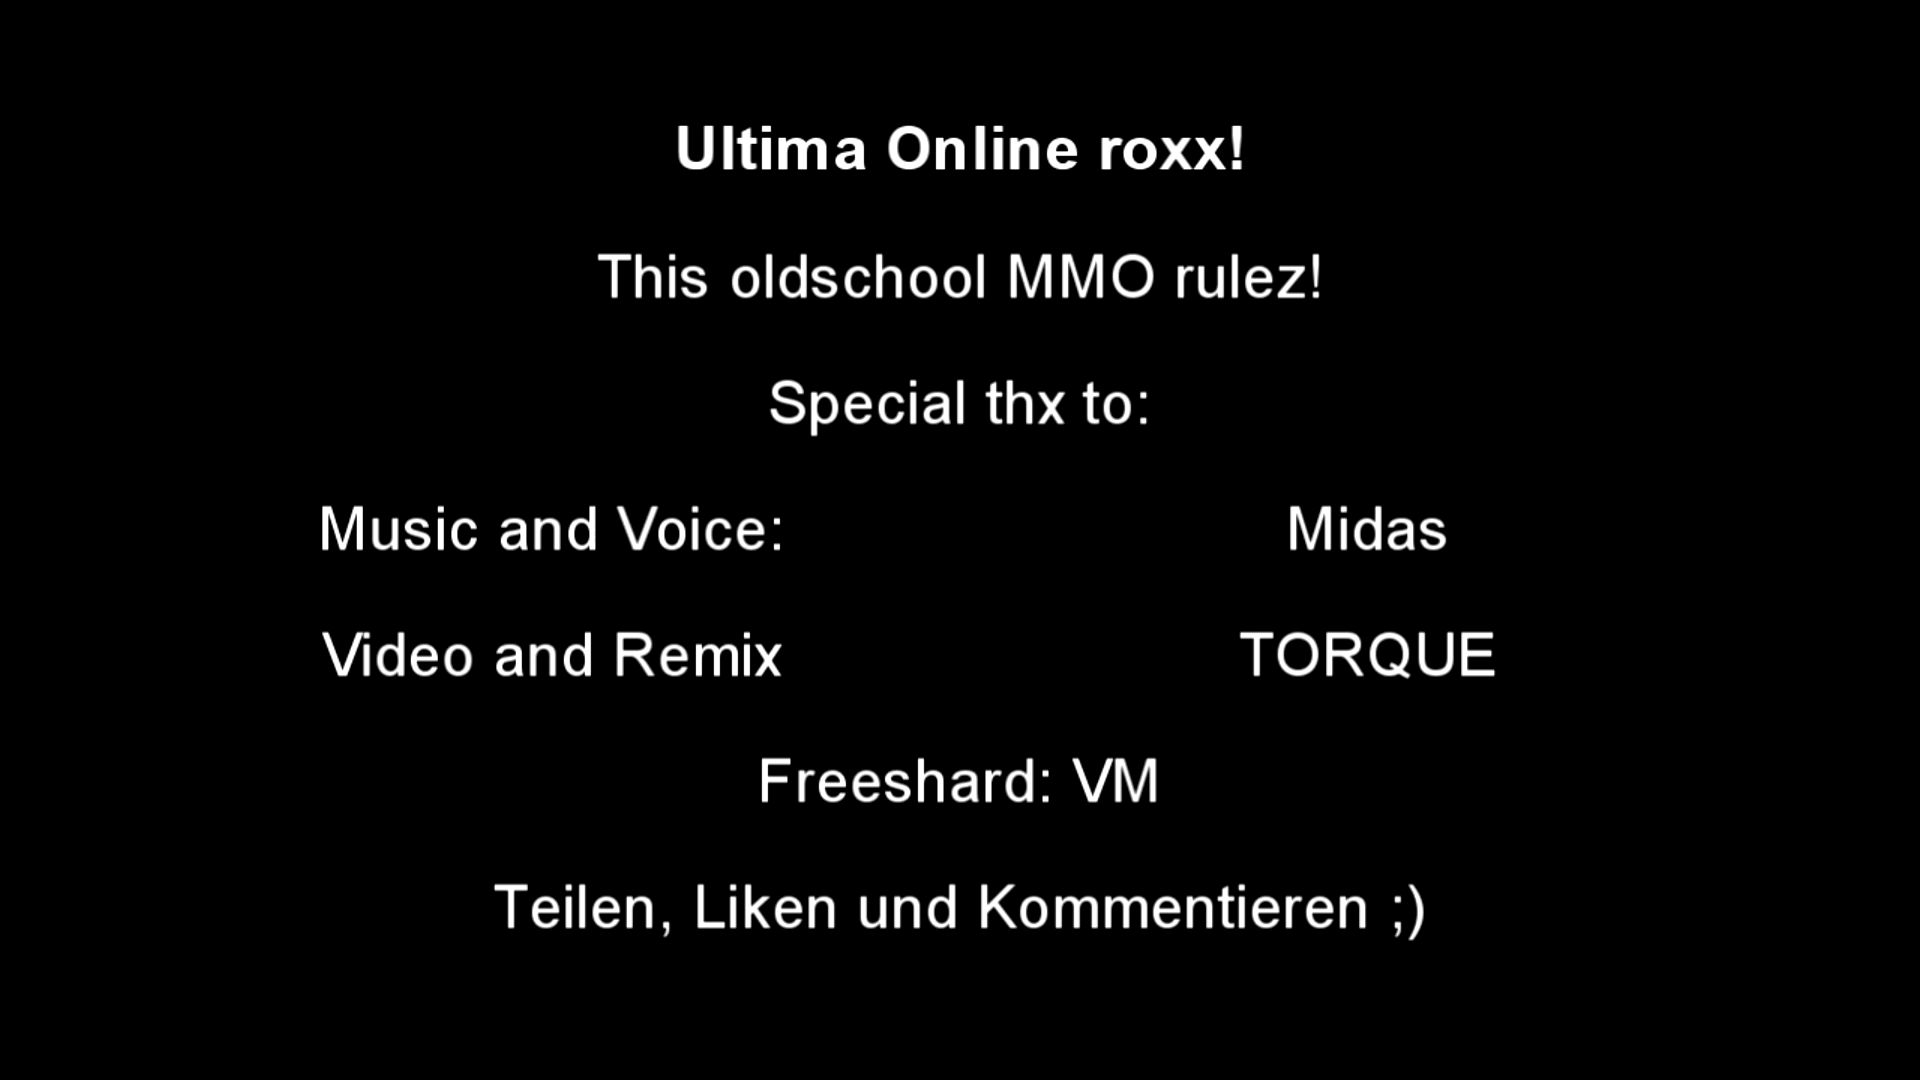 Ultima Online roxx!
This oldschool MMO rulez!
Special thx to:
Music and Voice: Midas
Video and Remix TORQUE
Freeshard: VM
Teilen, Liken und Kommentieren ;)